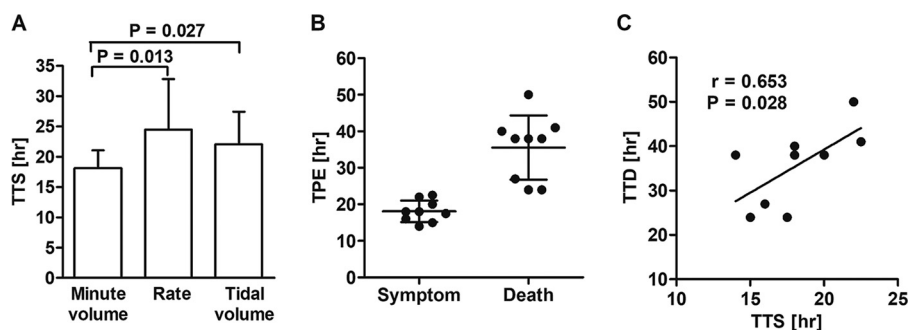 A
P = 0.027
P = 0.013
35
30
25
20
15
10
5
0
TTS [hr]
Minute volume
Rate
Tidal volume
B
60
50
40
30
20
10
0
TPE [hr]
Symptom
Death
C
r = 0.653
P = 0.028
60
50
40
30
20
10
TTD [hr]
10
15
20
25
TTS [hr]